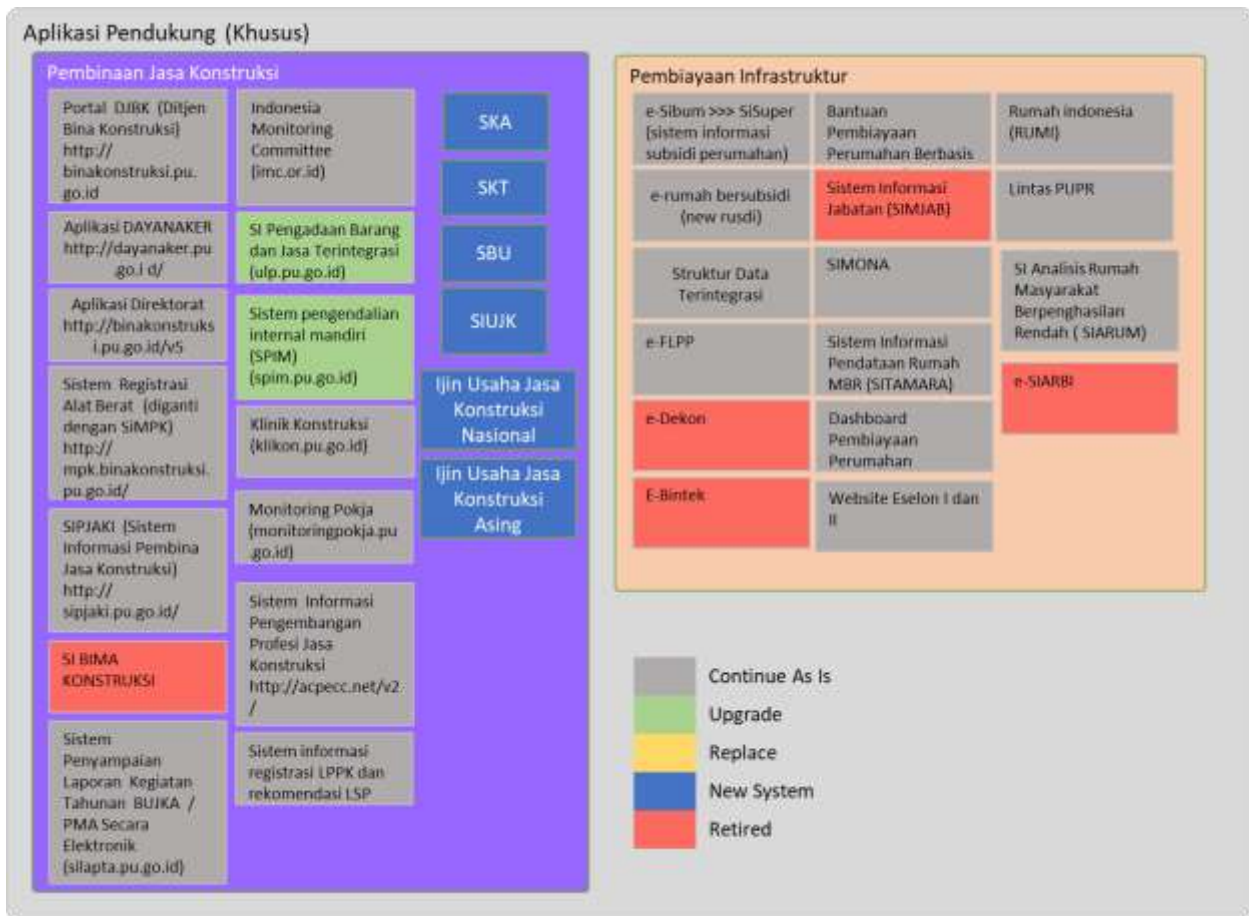 Aplikasi Pendukung (Khusus)
Pembinaan Jasa Konstruksi
Portal DJBK (Ditjen
Bina Konstruksi)
http://
binakonstruksi.pu.
go.id
Aplikasi DAYANAKER
http://dayanaker.pu
.go.i d/
Aplikasi Direktorat
http://binakonstruks
i.pu.go.id/v5
Sistem Registrasi
Alat Berat (diganti
dengan SiMPK)
http://
mpk.binakonstruksi.
pu.go.id/
SIPJAKI (Sistem
Informasi Pembina
Jasa Konstruksi)
http://
sipjaki.pu.go.id/
SI BIMA
KONSTRUKSI
Sistem
Penyampaian
Laporan Kegiatan
Tahunan BUJKA /
PMA Secara
Elektronik
(silapta.pu.go.id)
Indonesia
Monitoring
Committee
(imc.or.id)
SI Pengadaan Barang
dan Jasa Terintegrasi
(ulp.pu.go.id)
Sistem pengendalian
internal mandiri
(SPIM)
(spim.pu.go.id)
Klinik Konstruksi
(klikon.pu.go.id)
Monitoring Pokja
(monitoringpokja.pu
.go.id)
Sistem Informasi
Pengembangan
Profesi Jasa
Konstruksi
http://acpecc.net/v2
/
Sistem informasi
registrasi LPPK dan
rekomendasi LSP
SKA
SKT
SBU
SIUJK
Ijin Usaha Jasa
Konstruksi
Nasional
Ijin Usaha Jasa
Konstruksi
Asing
Pembiayaan Infrastruktur
e-Sibum >>> SiSuper
(sistem informasi
subsidi perumahan)
e-rumah bersubsidi
(new rusdi)
Struktur Data
Terintegrasi
e-FLPP
e-Dekon
E-Bintek
Bantuan
Pembiayaan
Perumahan Berbasis
Sistem Informasi
Jabatan (SIMJAB)
SIMONA
Sistem Informasi
Pendataan Rumah
MBR (SITAMARA)
Dashboard
Pembiayaan
Perumahan
Website Eselon I dan
II
Rumah indonesia
(RUMI)
Lintas PUPR
SI Analisis Rumah
Masyarakat
Berpenghasilan
Rendah ( SIARUM)
e-SIARBI
Continue As Is
Upgrade
Replace
New System
Retired